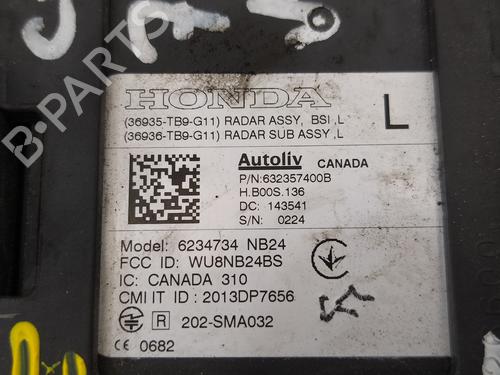 HONDA
(36935-TB9-G11) RADAR ASSY, BSI ,L
(36936-TB9-G11) RADAR SUB ASSY ,L
L
Autoliv CANADA
P/N:632357400B
H.B00S.136
DC: 143541
S/N: 0224
Model: 6234734 NB24
FCC ID: WU8NB24BS
IC: CANADA 310
CMI IT ID : 2013DP7656
R 202-SMA032
CE 0682
B-PARTS